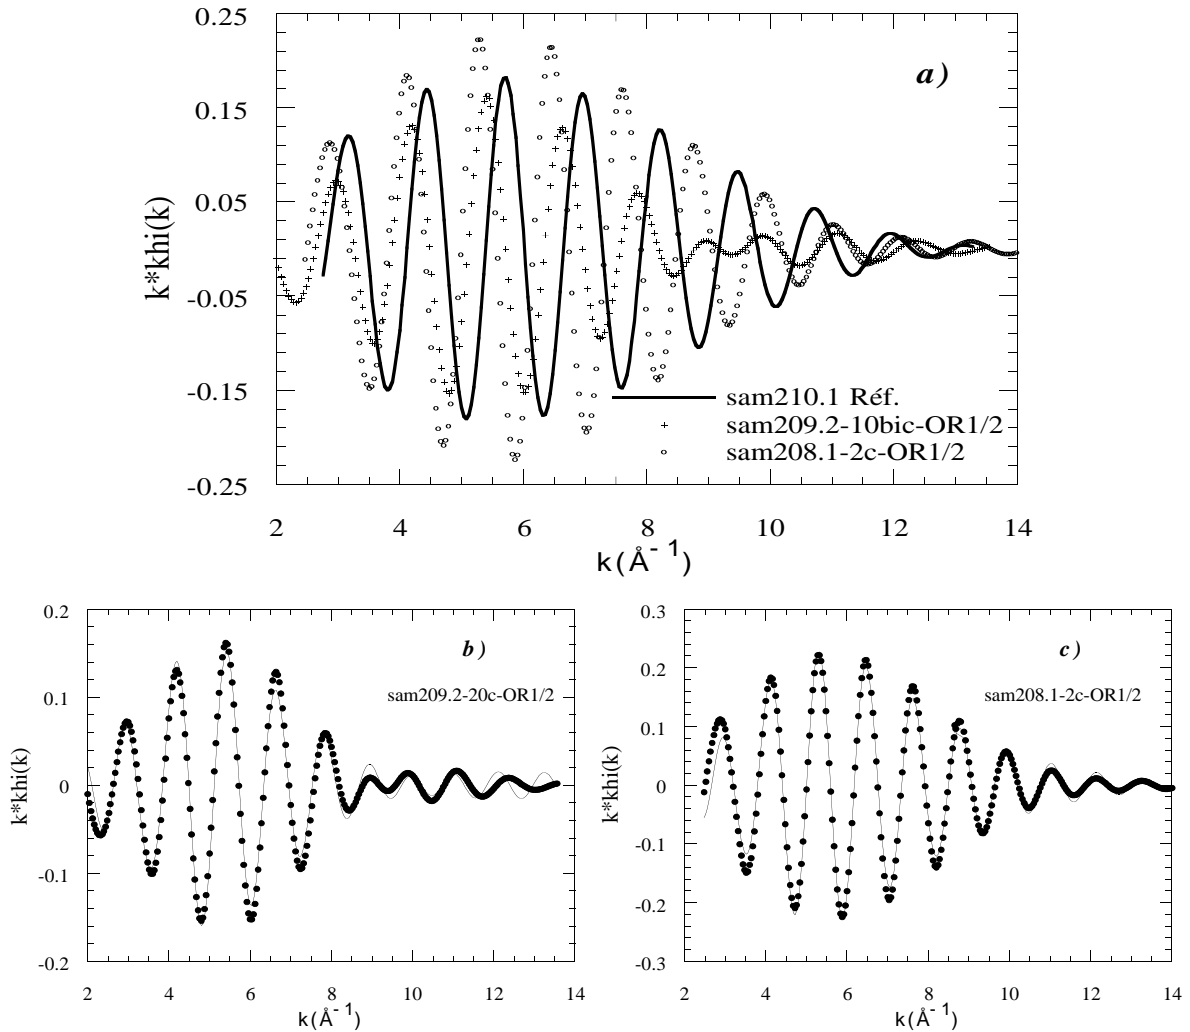 0.25
a)
0.15
0.05
k*khi(k)
-0.05
-0.15
sam210.1 Réf.
sam209.2-10bic-OR1/2
sam208.1-2c-OR1/2
-0.25
2 4 6 8 10 12 14
k(Å-1)
0.2
b)
sam209.2-20c-OR1/2
0.1
k*khi(k)
0
-0.1
-0.2
2 4 6 8 10 12 14
k(Å-1)
0.3
c)
sam208.1-2c-OR1/2
0.2
0.1
k*khi(k)
0
-0.1
-0.2
-0.3
2 4 6 8 10 12 14
k(Å-1)